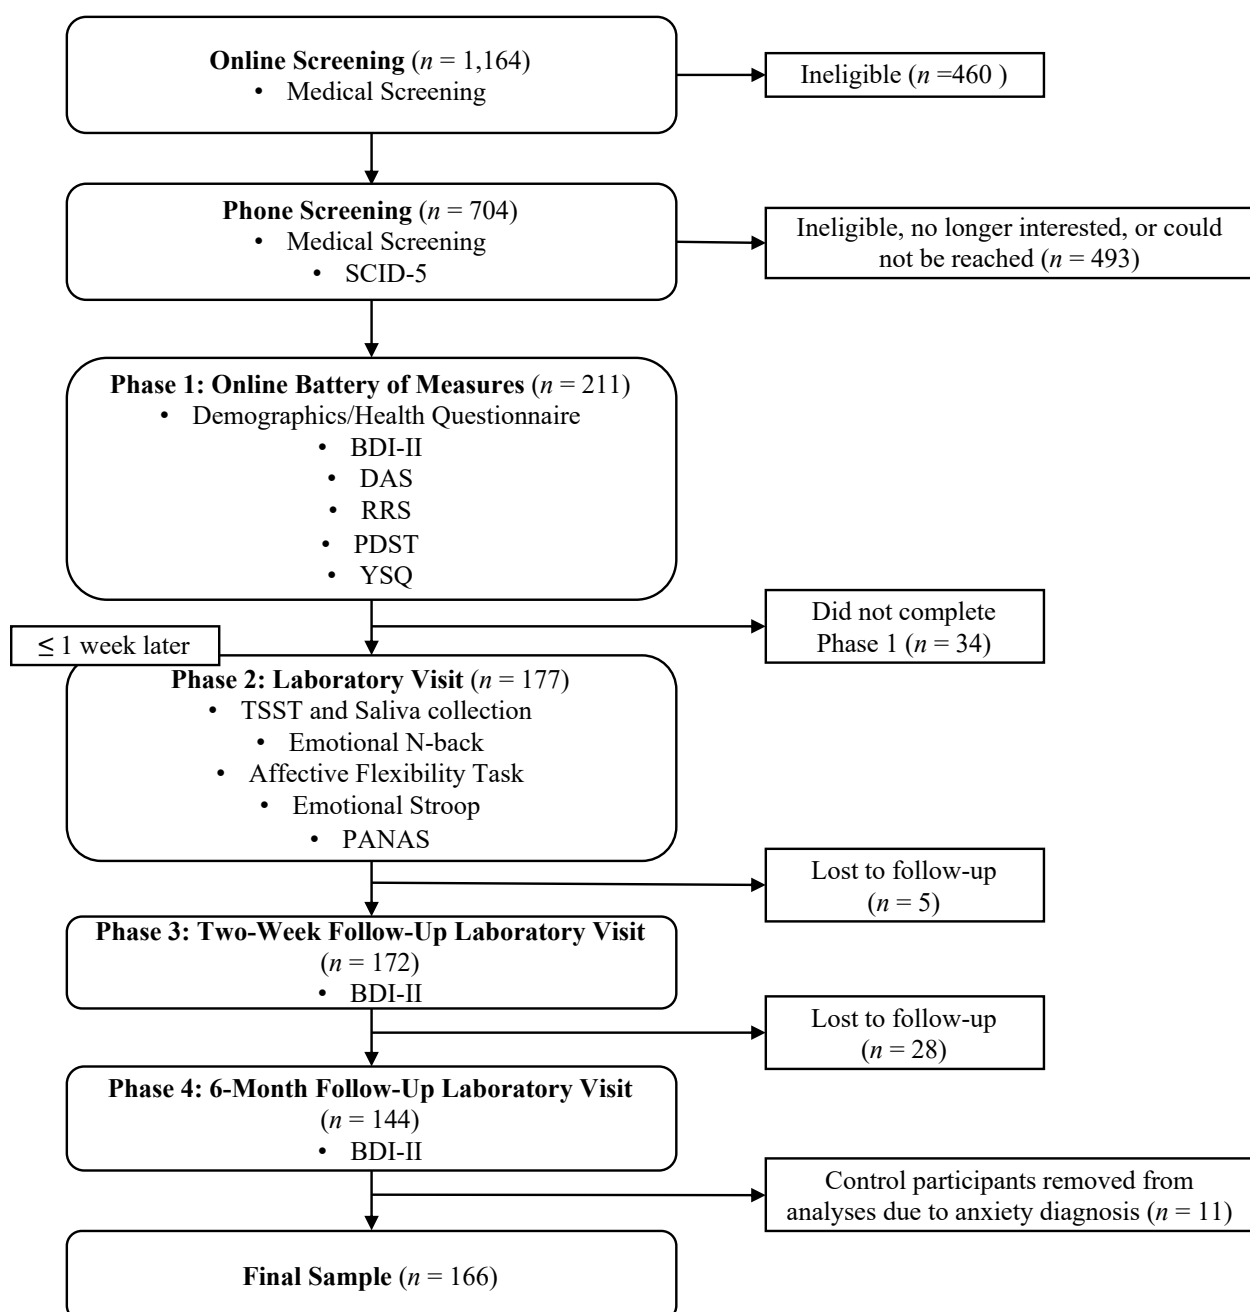 Online Screening (n = 1,164)
• Medical Screening
Ineligible (n =460 )
Phone Screening (n = 704)
• Medical Screening
• SCID-5
Ineligible, no longer interested, or could
not be reached (n = 493)
Phase 1: Online Battery of Measures (n = 211)
• Demographics/Health Questionnaire
• BDI-II
• DAS
• RRS
• PDST
• YSQ
Did not complete
Phase 1 (n = 34)
≤ 1 week later
Phase 2: Laboratory Visit (n = 177)
• TSST and Saliva collection
• Emotional N-back
• Affective Flexibility Task
• Emotional Stroop
• PANAS
Lost to follow-up
(n = 5)
Phase 3: Two-Week Follow-Up Laboratory Visit
(n = 172)
• BDI-II
Lost to follow-up
(n = 28)
Phase 4: 6-Month Follow-Up Laboratory Visit
(n = 144)
• BDI-II
Control participants removed from
analyses due to anxiety diagnosis (n = 11)
Final Sample (n = 166)